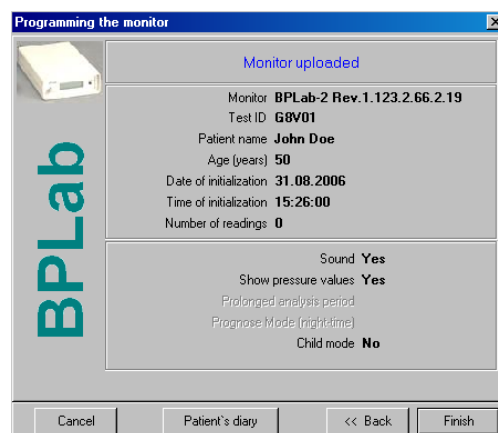 Programming the monitor
Monitor uploaded
BPLab
Monitor BPLab-2 Rev.1.123.2.66.2.19
Test ID G8V01
Patient name John Doe
Age (years) 50
Date of initialization 31.08.2006
Time of initialization 15:26:00
Number of readings 0
Sound Yes
Show pressure values Yes
Prolonged analysis period
Prognose Mode (night-time)
Child mode No
Cancel
Patient`s diary
<< Back
Finish